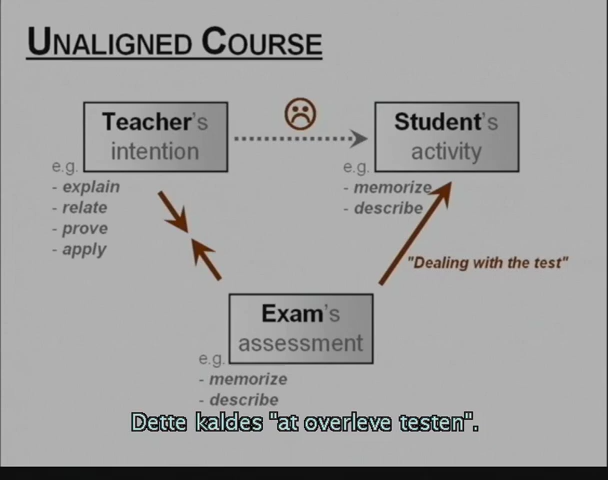 UNALIGNED COURSE
Teacher's
intention
Student's
activity
e.g.
- explain
- relate
- prove
- apply
e.g.
- memorize
- describe
"Dealing with the test"
Exam's
assessment
e.g.
- memorize
- describe
Dette kaldes "at overleve testen".